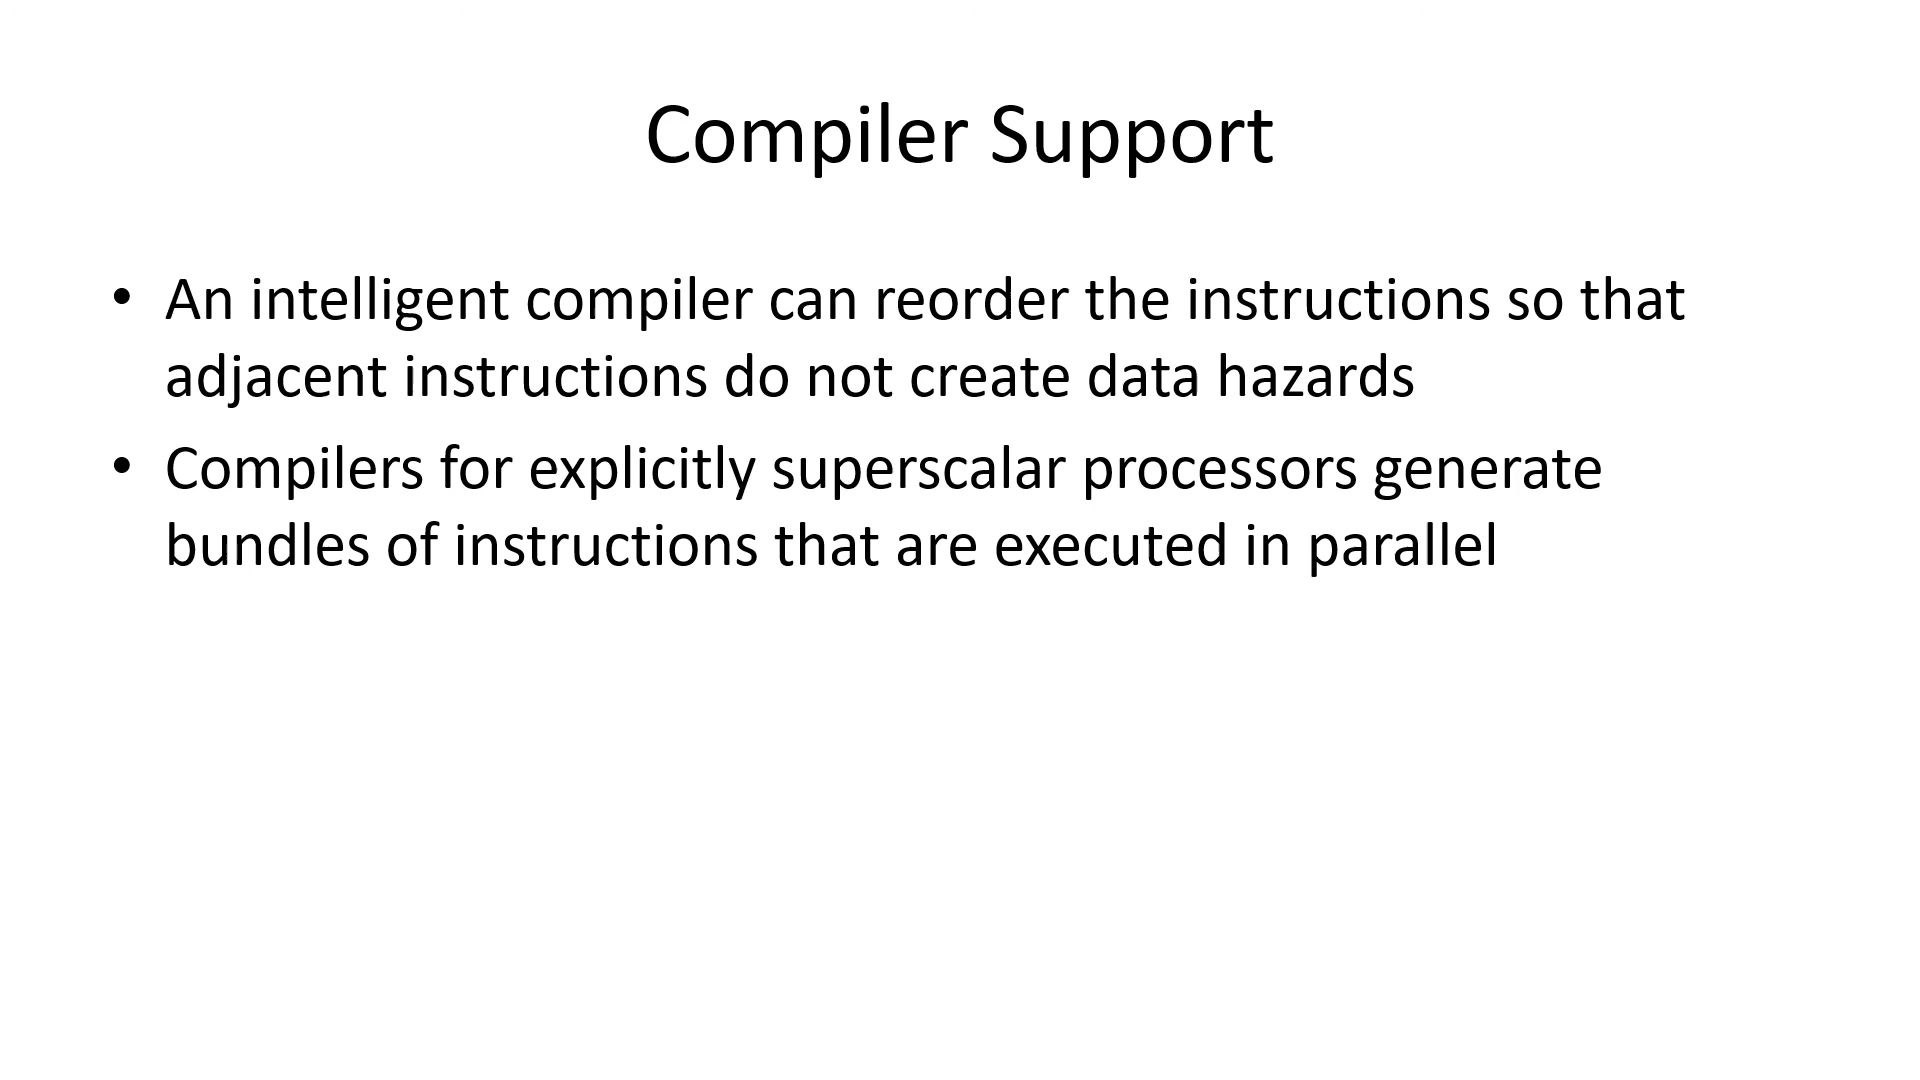 Compiler Support
• An intelligent compiler can reorder the instructions so that
adjacent instructions do not create data hazards
• Compilers for explicitly superscalar processors generate
bundles of instructions that are executed in parallel